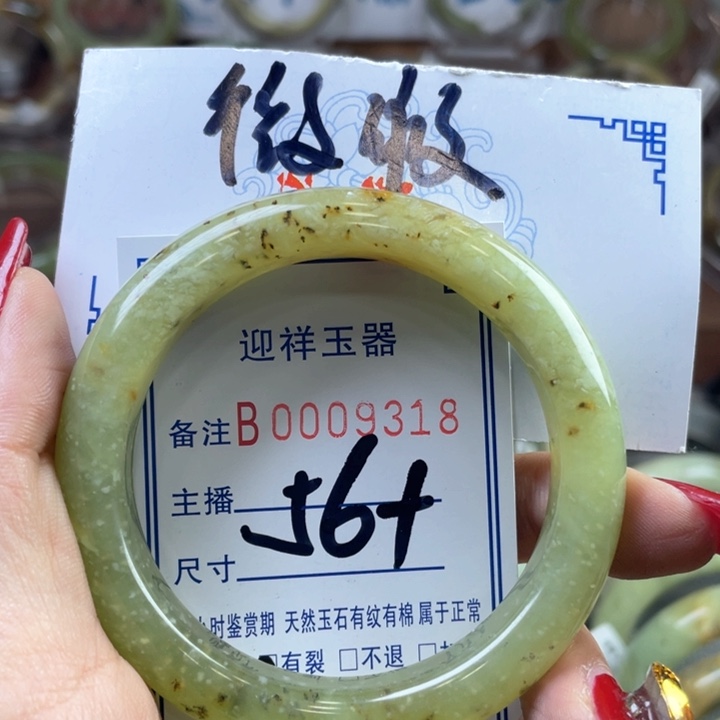 迎祥玉器
备注B0009318
主播
56+
尺寸
小时鉴赏期 天然玉石有纹有棉属于正常
□有裂 □不退